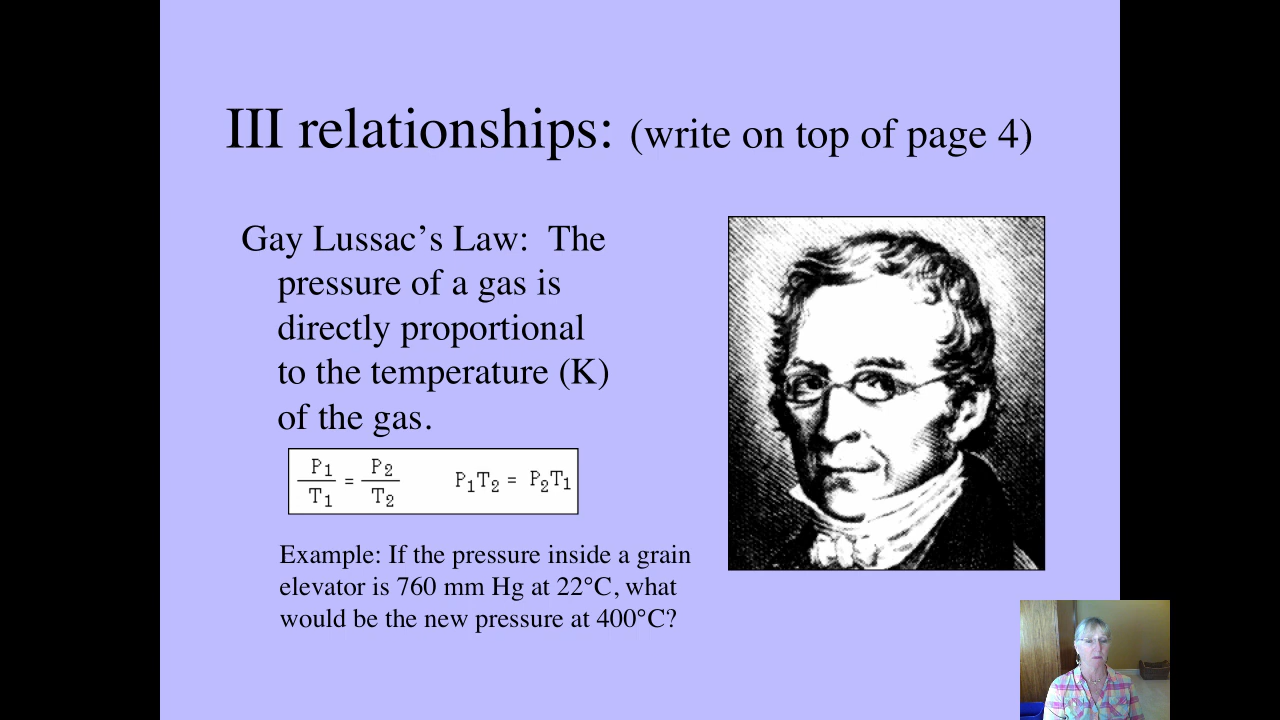 III relationships: (write on top of page 4)
Gay Lussac’s Law:  The
pressure of a gas is
directly proportional
to the temperature (K)
of the gas.
P₁/T₁ = P₂/T₂    P₁T₂ = P₂T₁
Example: If the pressure inside a grain
elevator is 760 mm Hg at 22°C, what
would be the new pressure at 400°C?